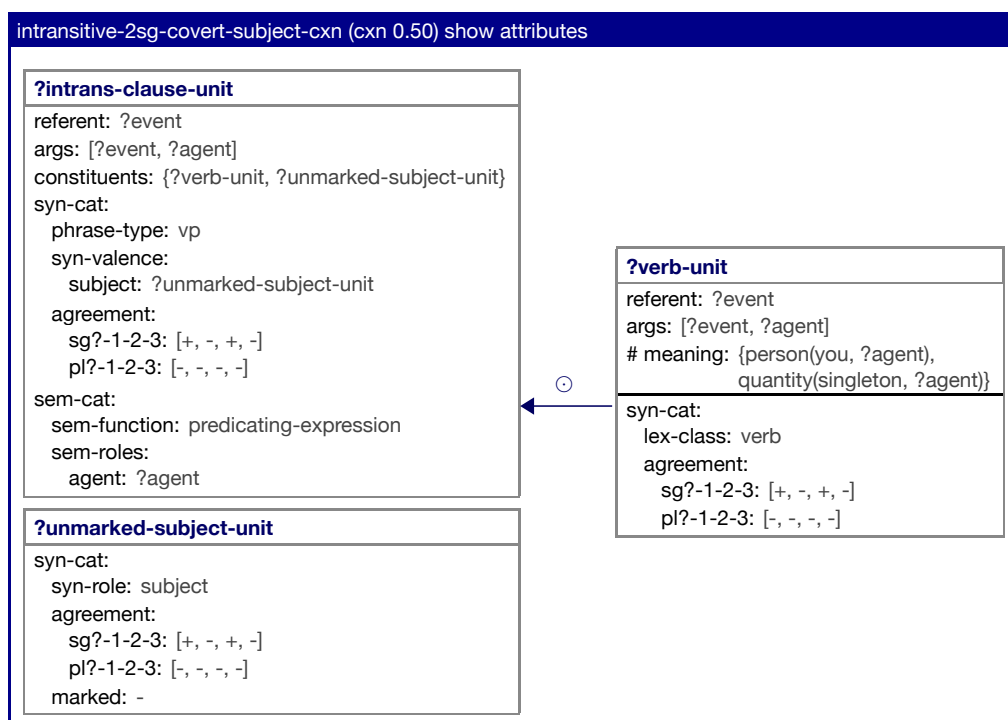 intransitive-2sg-covert-subject-cxn (cxn 0.50) show attributes
?intrans-clause-unit
referent: ?event
args: [?event, ?agent]
constituents: {?verb-unit, ?unmarked-subject-unit}
syn-cat:
phrase-type: vp
syn-valence:
subject: ?unmarked-subject-unit
agreement:
sg?-1-2-3: [+, -, +, -]
pl?-1-2-3: [-, -, -, -]
sem-cat:
sem-function: predicating-expression
sem-roles:
agent: ?agent
?unmarked-subject-unit
syn-cat:
syn-role: subject
agreement:
sg?-1-2-3: [+, -, +, -]
pl?-1-2-3: [-, -, -, -]
marked: -
⊙
?verb-unit
referent: ?event
args: [?event, ?agent]
# meaning: {person(you, ?agent),
quantity(singleton, ?agent)}
syn-cat:
lex-class: verb
agreement:
sg?-1-2-3: [+, -, +, -]
pl?-1-2-3: [-, -, -, -]